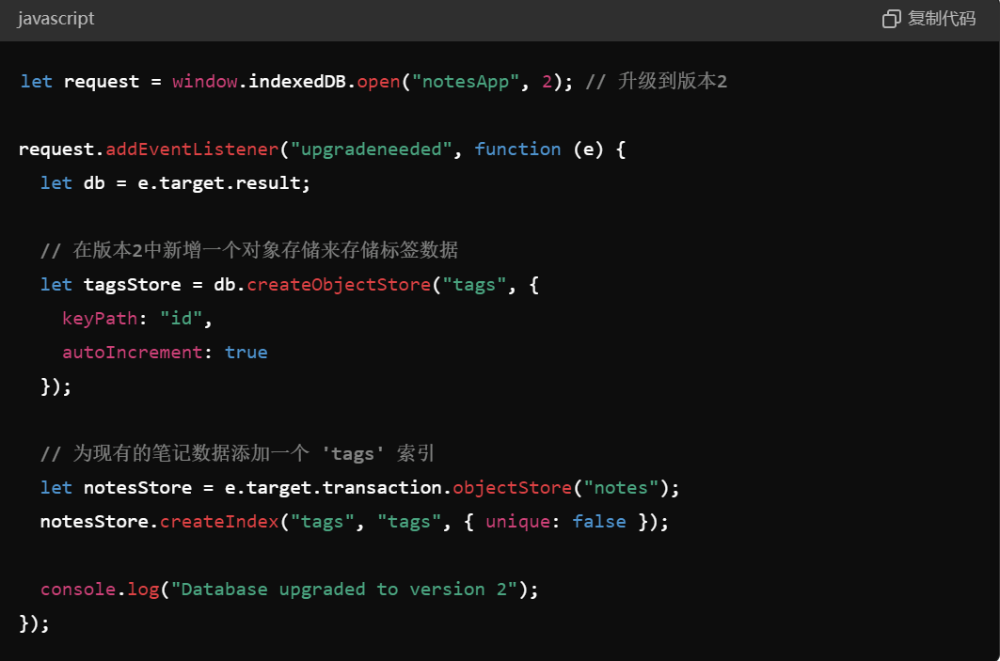 javascript
复制代码
let request = window.indexedDB.open("notesApp", 2); // 升级到版本2
request.addEventListener("upgradeneeded", function (e) {
let db = e.target.result;
// 在版本2中新增一个对象存储来存储标签数据
let tagsStore = db.createObjectStore("tags", {
keyPath: "id",
autoIncrement: true
});
// 为现有的笔记数据添加一个 'tags' 索引
let notesStore = e.target.transaction.objectStore("notes");
notesStore.createIndex("tags", "tags", { unique: false });
console.log("Database upgraded to version 2");
});